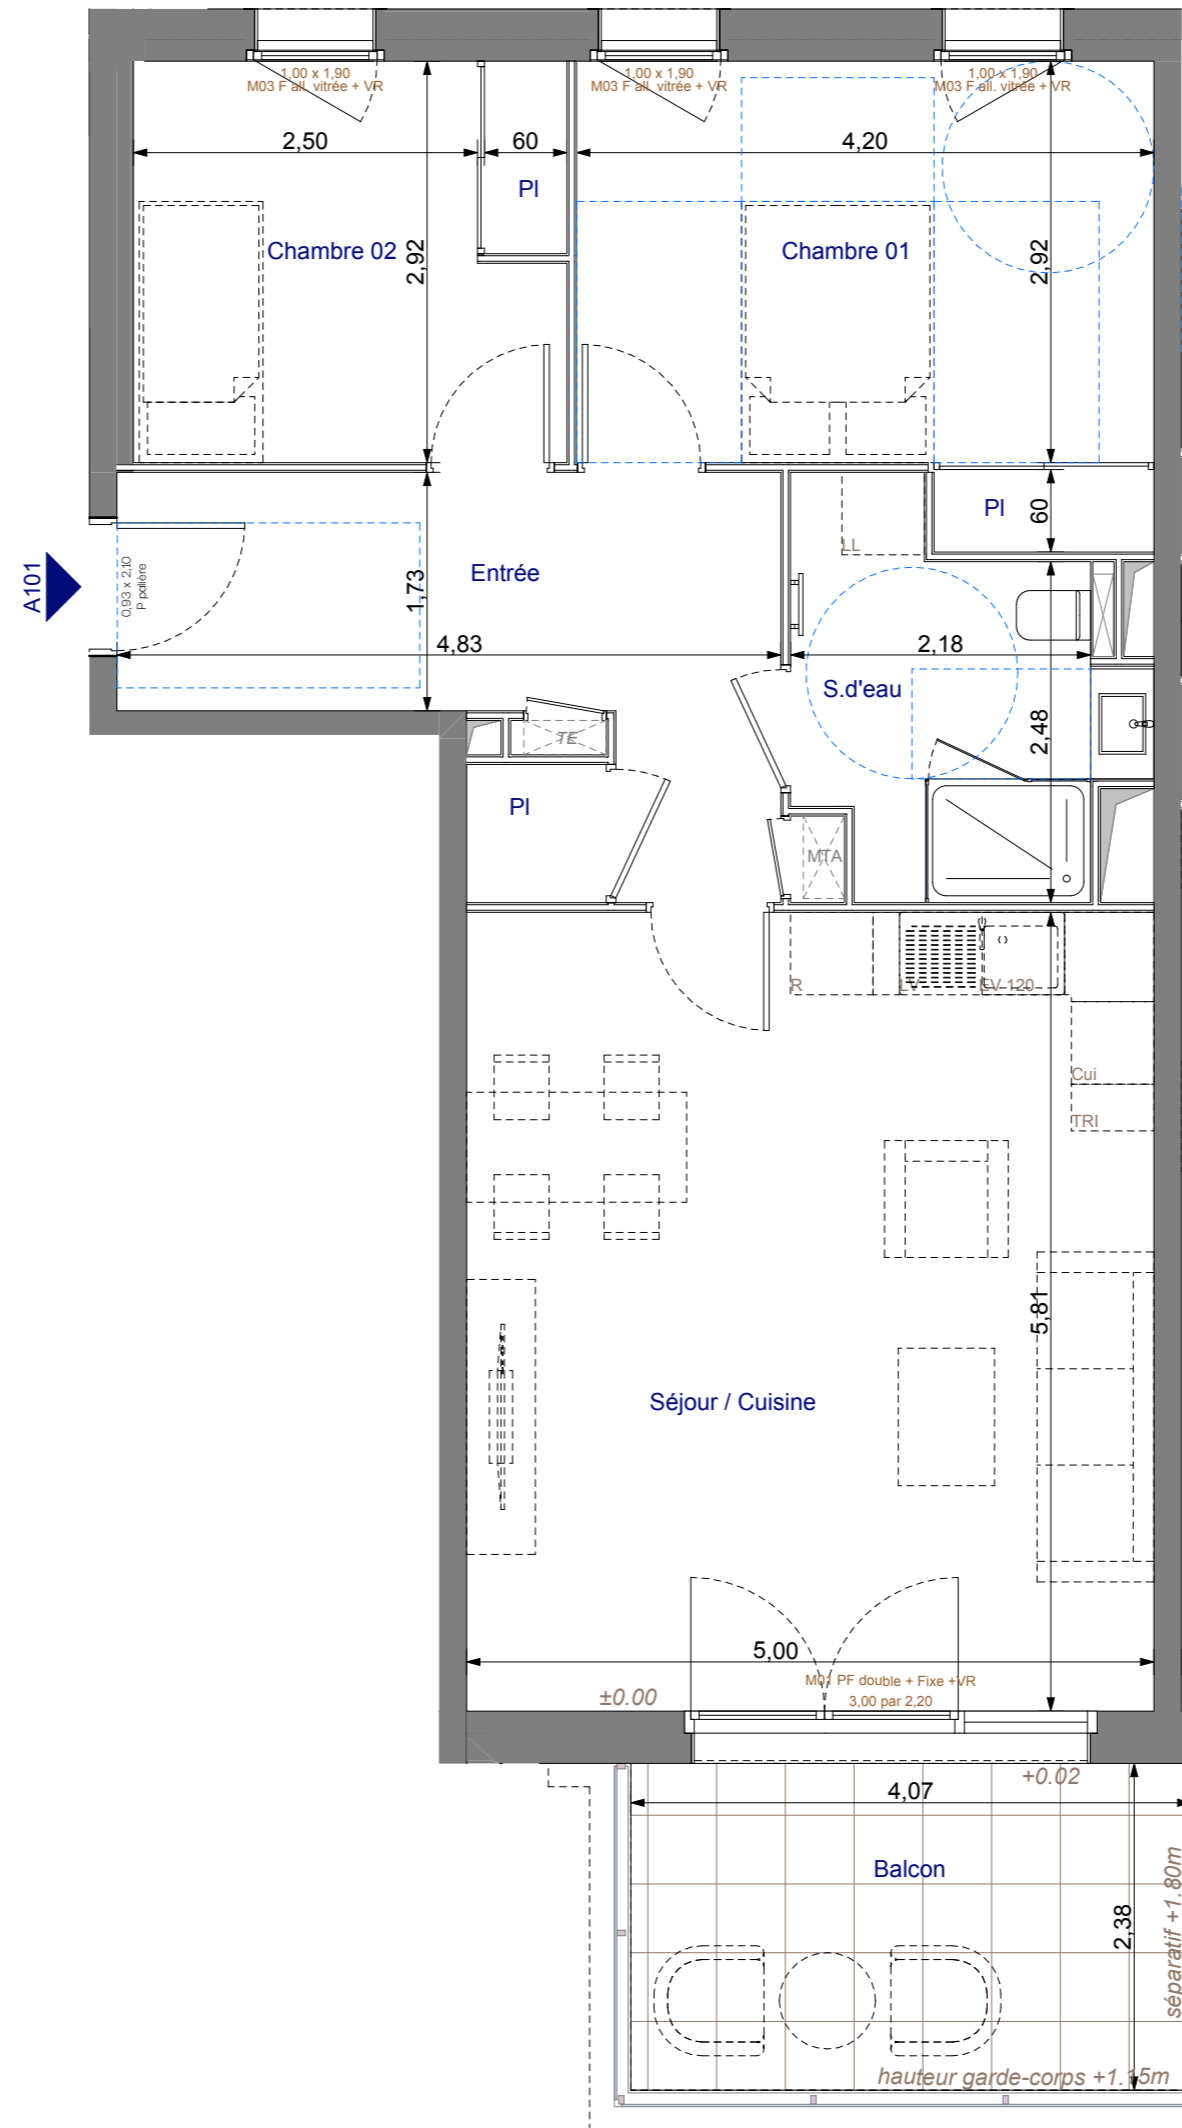 1,00 x 1,90
M03 F all. vitrée + VR
1,00 x 1,90
M03 F all. vitrée + VR
1,00 x 1,90
M03 F all. vitrée + VR
2,50
60
4,20
Pl
Chambre 02
2,92
Chambre 01
2,92
Pl
60
LL
A101
0,93 x 2,10
P palière
Entrée
1,73
4,83
2,18
S.d'eau
2,48
TE
Pl
MTA
R
LV
EV 120
Cui
TRI
5,81
Séjour / Cuisine
5,00
M01 PF double + Fixe +VR
3,00 par 2,20
±0.00
+0.02
4,07
Balcon
2,38
séparatif +1.80m
hauteur garde-corps +1.15m